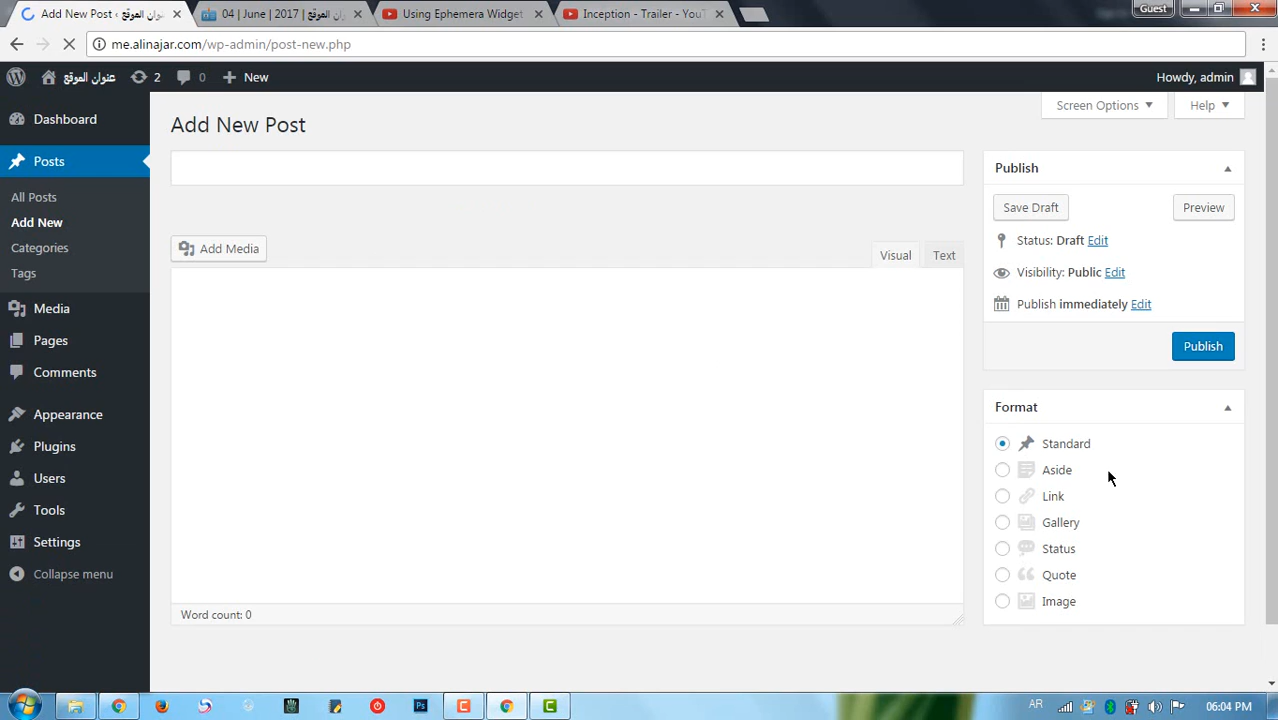 Add New Post ‹ عنوان الموقع
04 | June | 2017 | عنوان الموقع
Using Ephemera Widget
Inception - Trailer - YouT
Guest
me.alinajar.com/wp-admin/post-new.php
عنوان الموقع
2
0
New
Howdy, admin
Screen Options
Help
Dashboard
Posts
All Posts
Add New
Categories
Tags
Media
Pages
Comments
Appearance
Plugins
Users
Tools
Settings
Collapse menu
Add New Post
Add Media
Visual
Text
Word count: 0
Publish
Save Draft
Preview
Status: Draft Edit
Visibility: Public Edit
Publish immediately Edit
Publish
Format
Standard
Aside
Link
Gallery
Status
Quote
Image
Ps
C
C
AR
06:04 PM